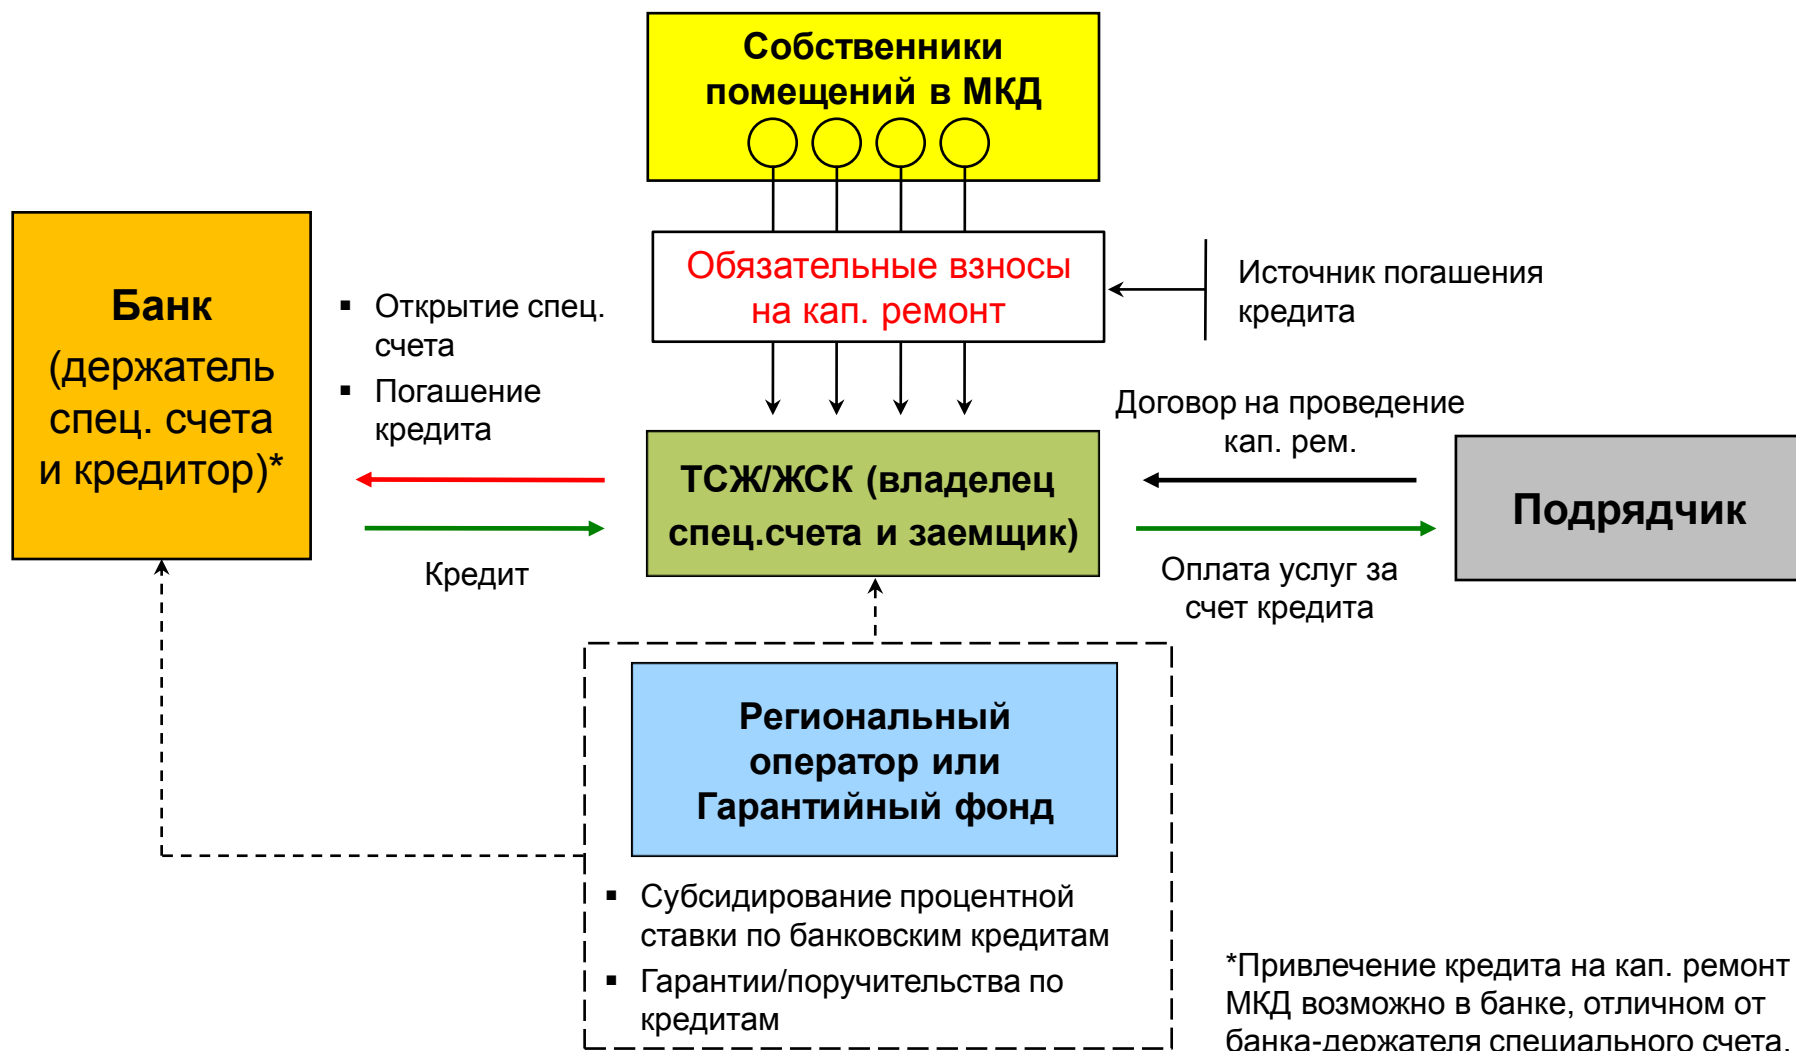 Собственники
помещений в МКД
Банк
(держатель
спец. счета
и кредитор)*
▪ Открытие спец.
счета
▪ Погашение
кредита
Обязательные взносы
на кап. ремонт
Источник погашения
кредита
Договор на проведение
кап. рем.
ТСЖ/ЖСК (владелец
спец.счета и заемщик)
Подрядчик
Кредит
Оплата услуг за
счет кредита
Региональный
оператор или
Гарантийный фонд
▪ Субсидирование процентной
ставки по банковским кредитам
▪ Гарантии/поручительства по
кредитам
*Привлечение кредита на кап. ремонт
МКД возможно в банке, отличном от
банка-держателя специального счета.